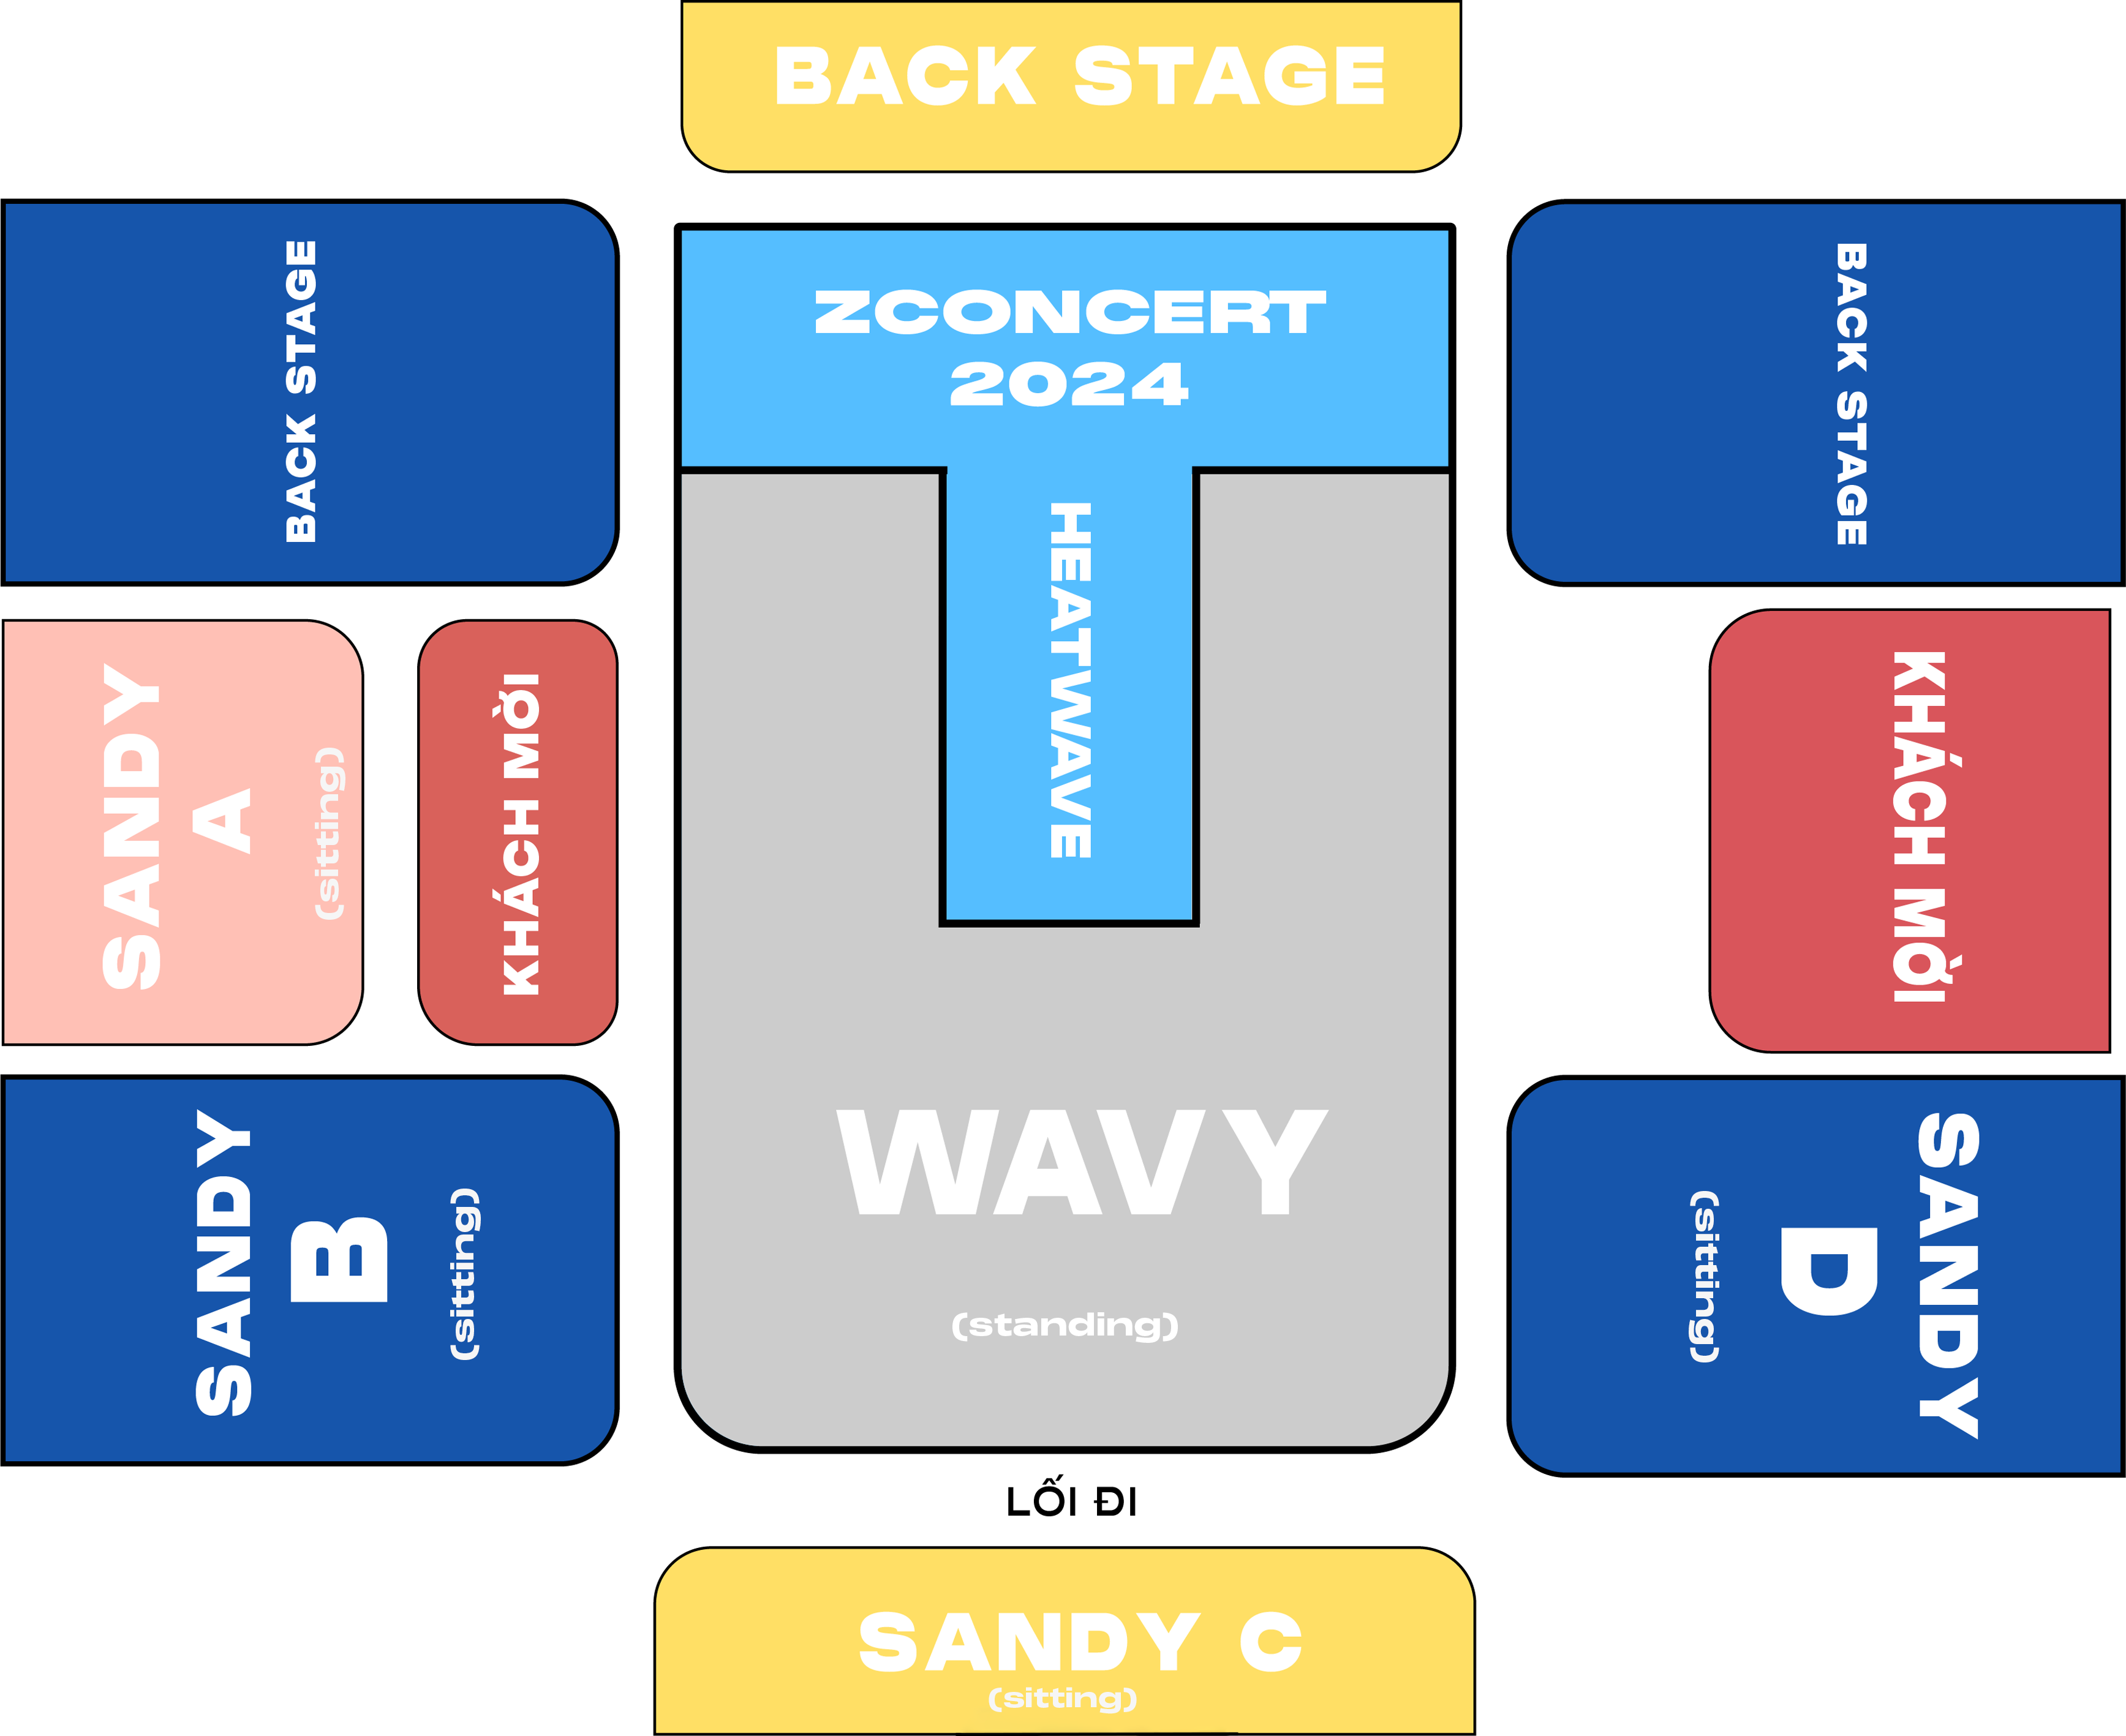 BACK STAGE
BACK STAGE
ZCONCERT
2024
BACK STAGE
HEATWAVE
SANDY
A
(sitting)
KHÁCH MỜI
KHÁCH MỜI
SANDY
B
(sitting)
WAVY
(standing)
SANDY
D
(sitting)
LỐI ĐI
SANDY C
(sitting)